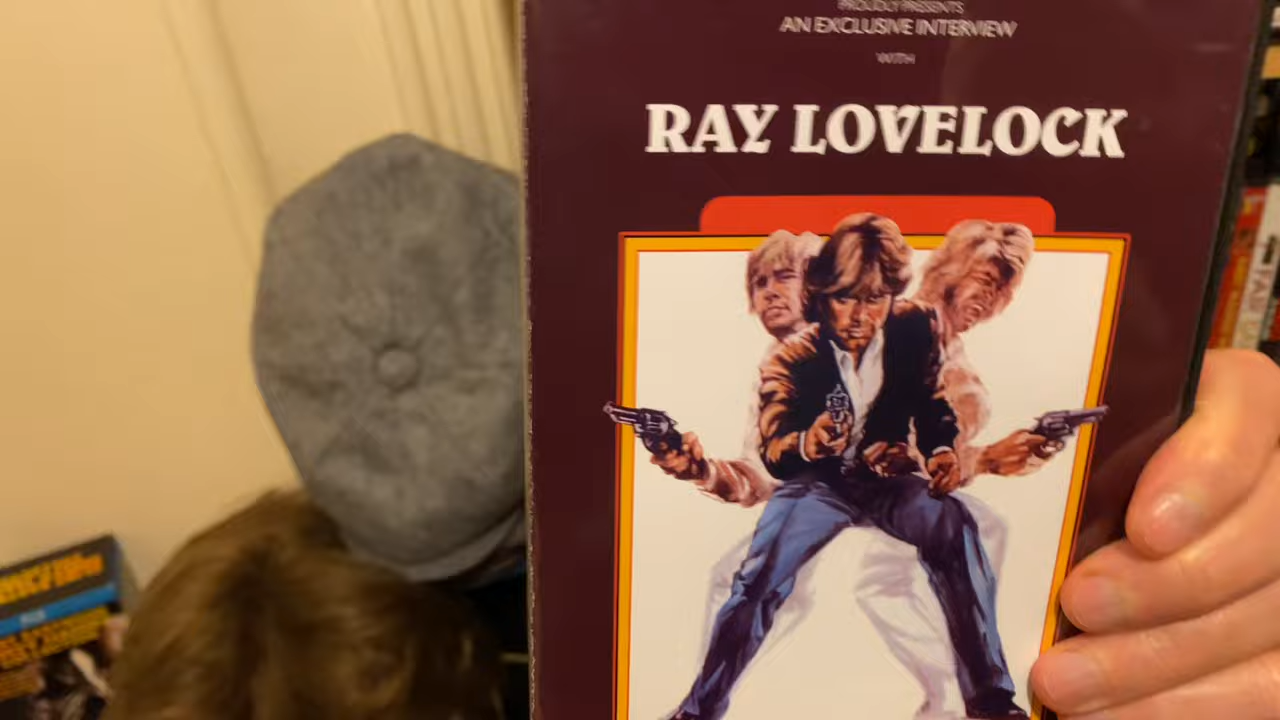 PROUDLY PRESENTS
AN EXCLUSIVE INTERVIEW
WITH
RAY LOVELOCK